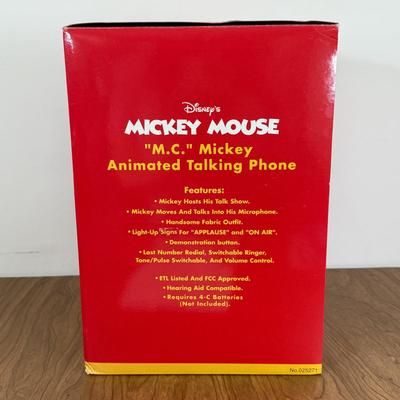 Disney's
MICKEY MOUSE
"M.C." Mickey
Animated Talking Phone
Features:
• Mickey Hosts His Talk Show.
• Mickey Moves And Talks Into His Microphone.
• Handsome Fabric Outfit.
• Light-Up Signs For "APPLAUSE" and "ON AIR".
• Demonstration button.
• Last Number Redial, Switchable Ringer,
Tone/Pulse Switchable, And Volume Control.
• ETL Listed And FCC Approved.
• Hearing Aid Compatible.
• Requires 4-C Batteries
(Not Included).
No.025271